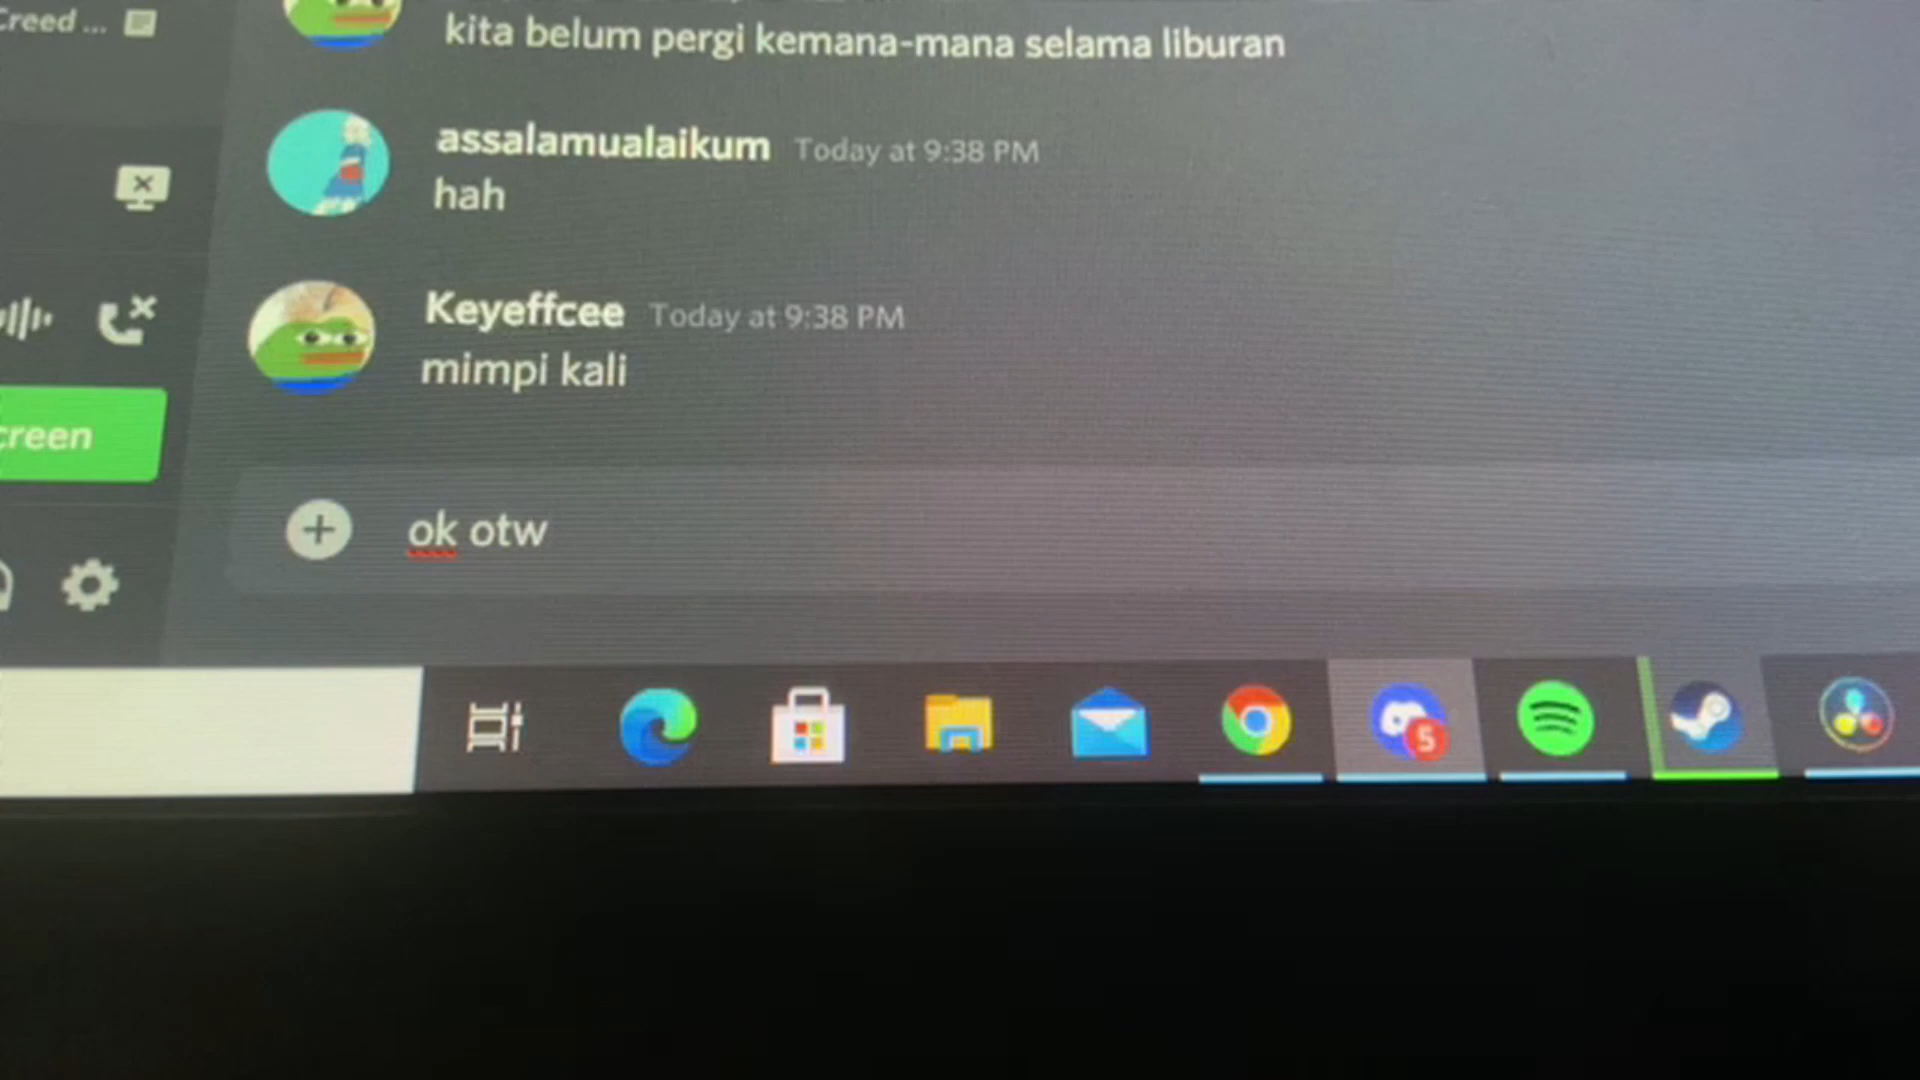 Creed ...
kita belum pergi kemana-mana selama liburan
assalamualaikum Today at 9:38 PM
hah
Keyeffcee Today at 9:38 PM
mimpi kali
creen
ok otw
5